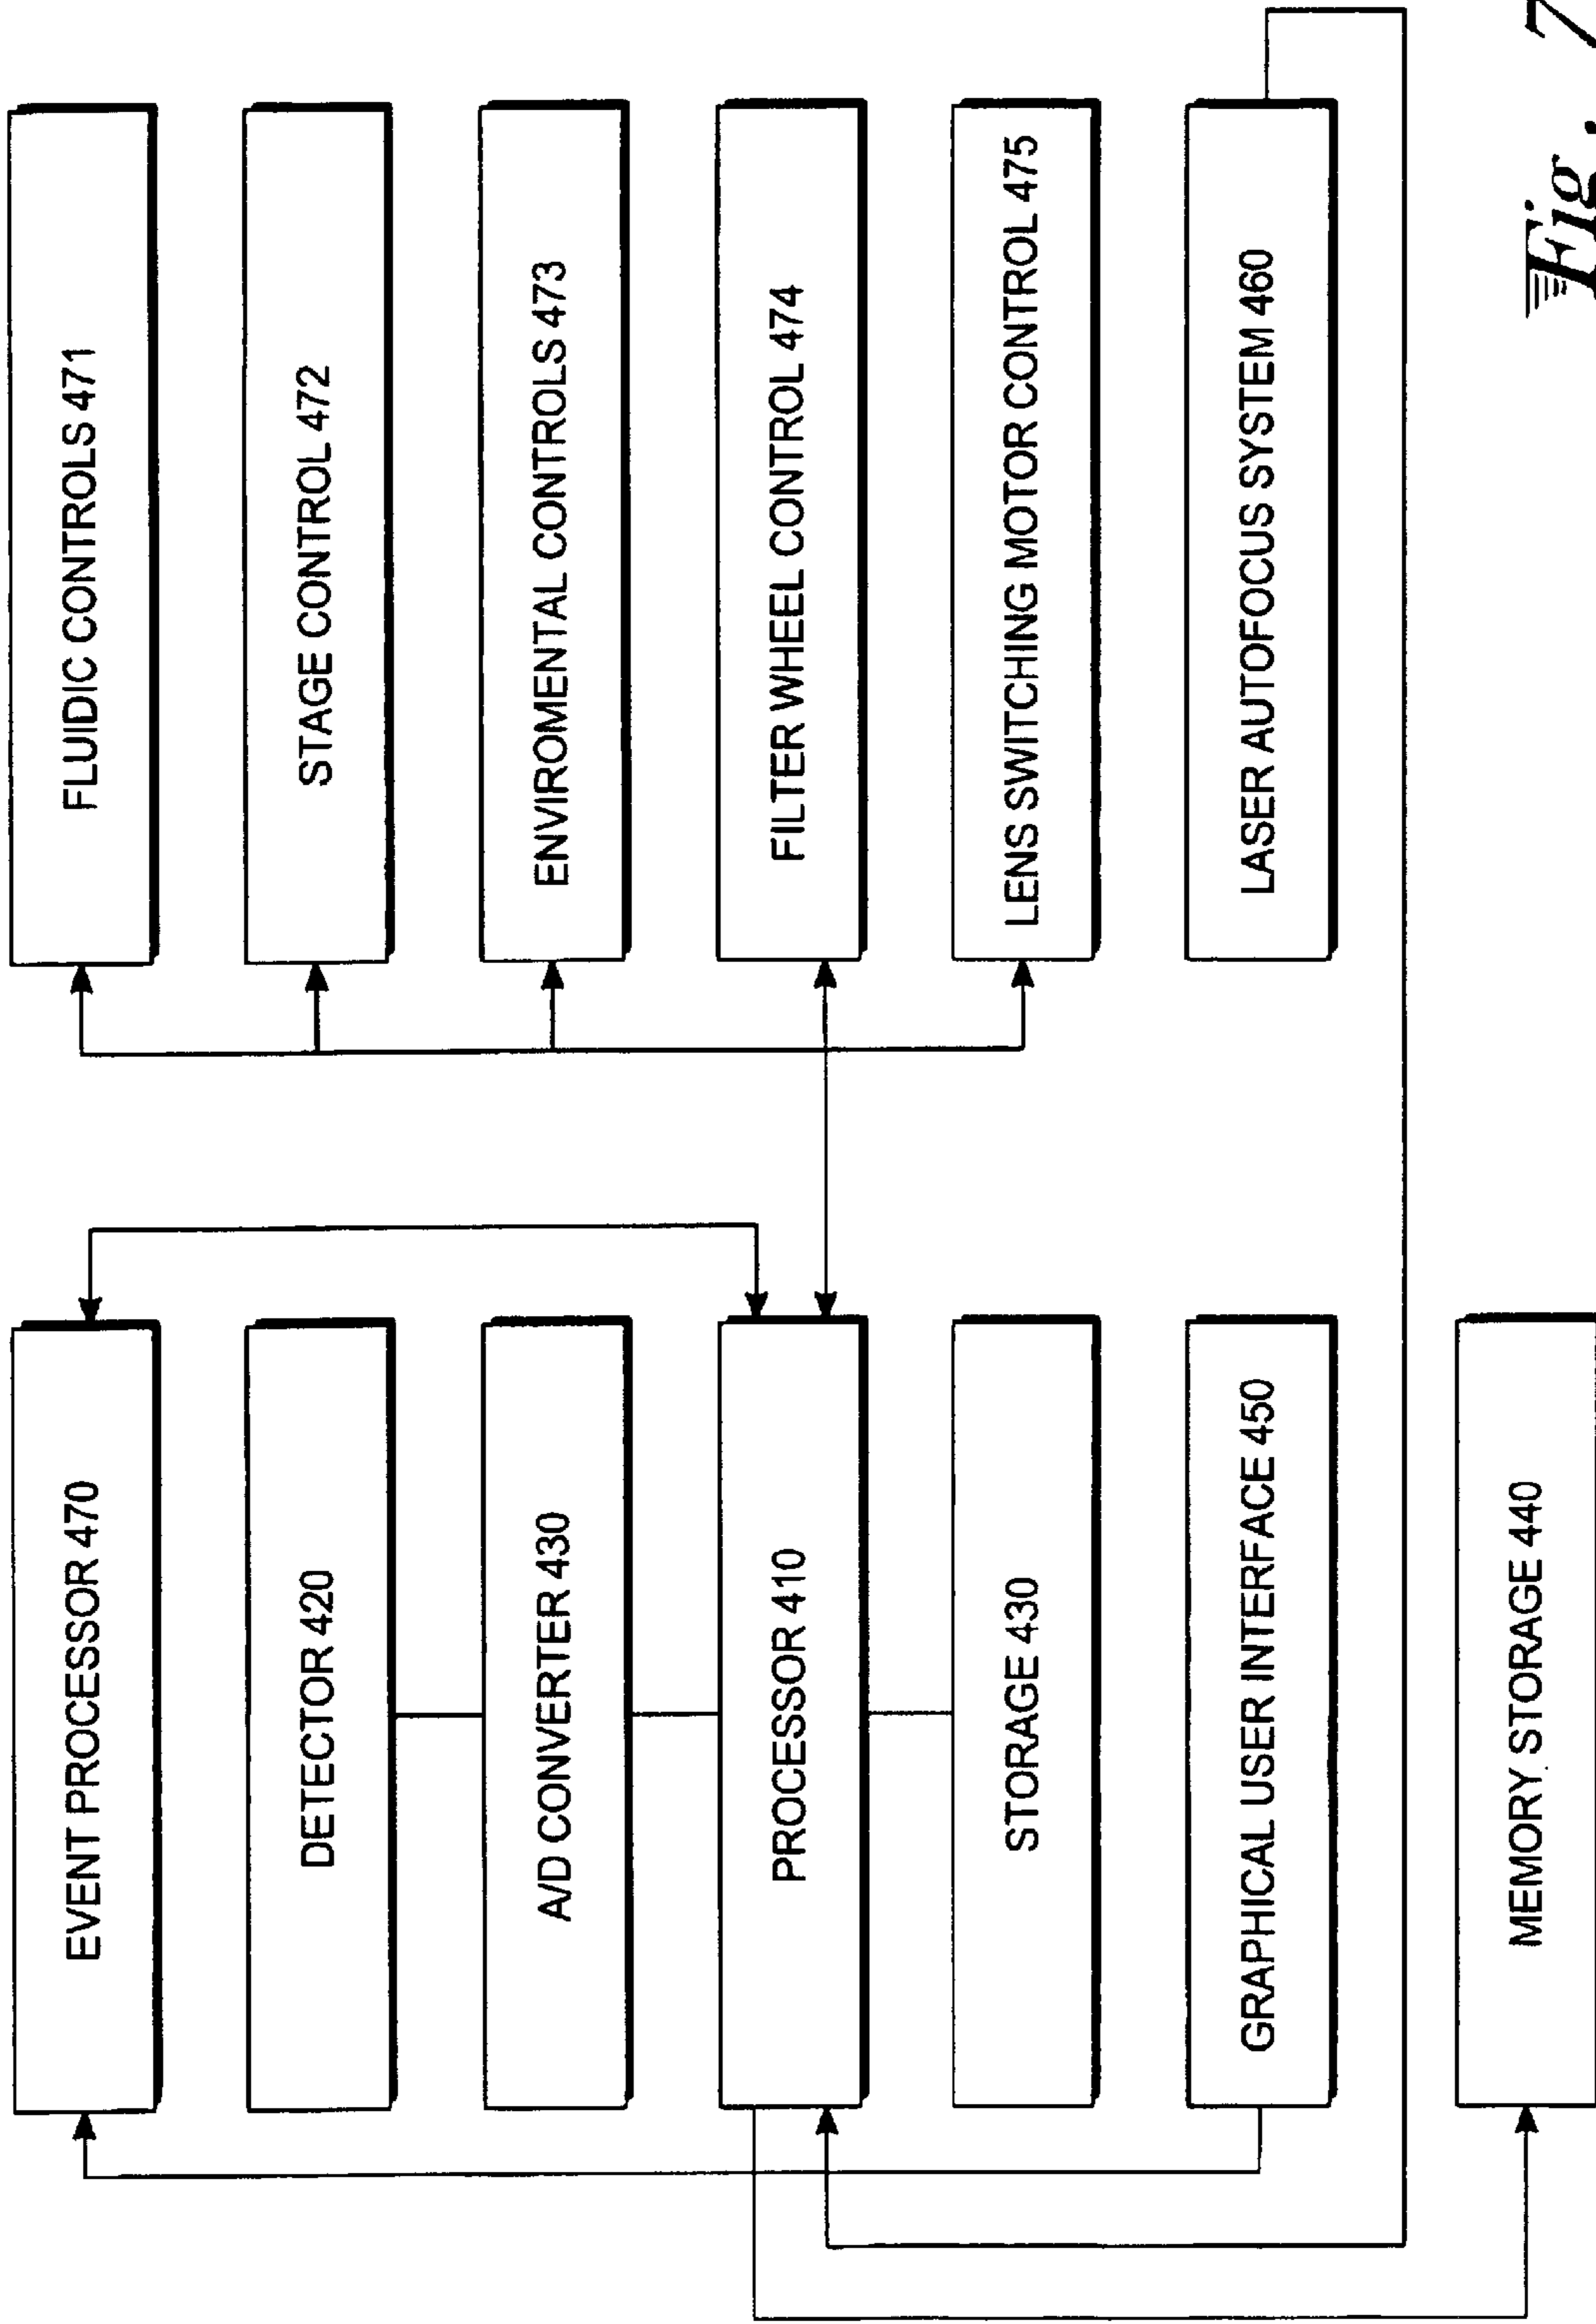 EVENT PROCESSOR 470
DETECTOR 420
A/D CONVERTER 430
PROCESSOR 410
STORAGE 430
GRAPHICAL USER INTERFACE 450
MEMORY STORAGE 440
FLUIDIC CONTROLS 471
STAGE CONTROL 472
ENVIROMENTAL CONTROLS 473
FILTER WHEEL CONTROL 474
LENS SWITCHING MOTOR CONTROL 475
LASER AUTOFOCUS SYSTEM 460
Fig. 7